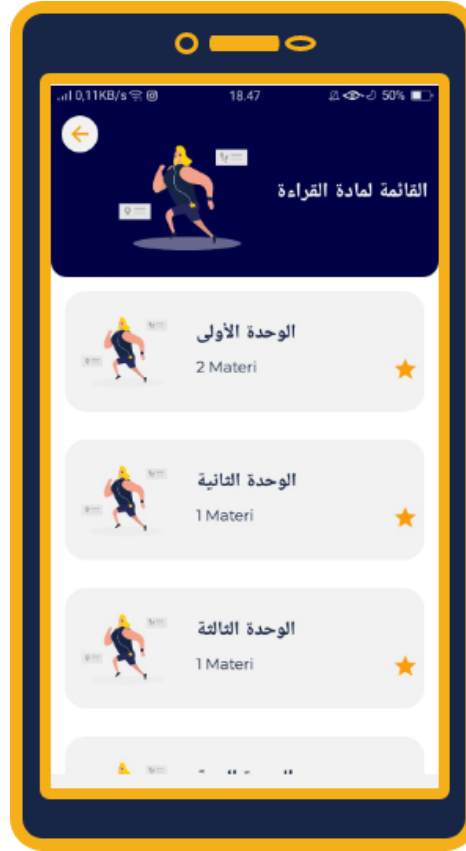 0,11KB/s 18.47 50%
القائمة لمادة القراءة
الوحدة الأولى
2 Materi
الوحدة الثانية
1 Materi
الوحدة الثالثة
1 Materi